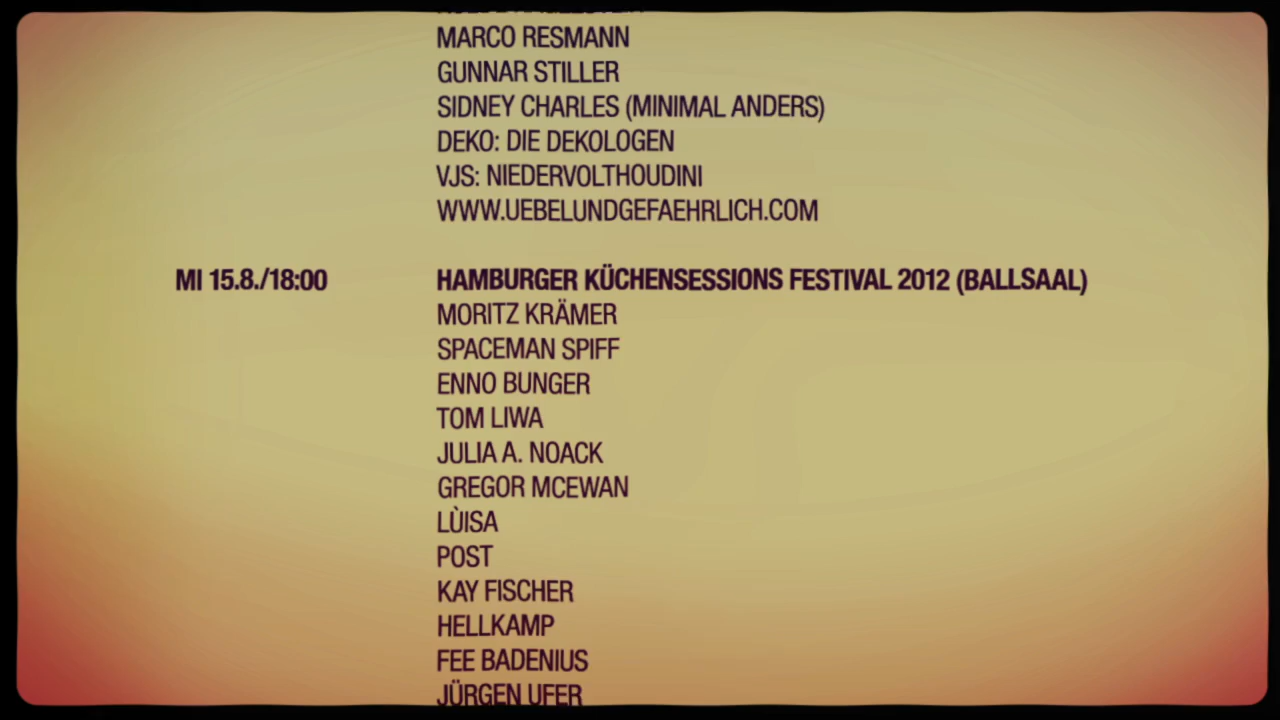 MARCO RESMANN
GUNNAR STILLER
SIDNEY CHARLES (MINIMAL ANDERS)
DEKO: DIE DEKOLOGEN
VJS: NIEDERVOLTHOUDINI
WWW.UEBELUNDGEFAEHRLICH.COM
MI 15.8./18:00 HAMBURGER KÜCHENSESSIONS FESTIVAL 2012 (BALLSAAL)
MORITZ KRÄMER
SPACEMAN SPIFF
ENNO BUNGER
TOM LIWA
JULIA A. NOACK
GREGOR MCEWAN
LÙISA
POST
KAY FISCHER
HELLKAMP
FEE BADENIUS
JÜRGEN UFER